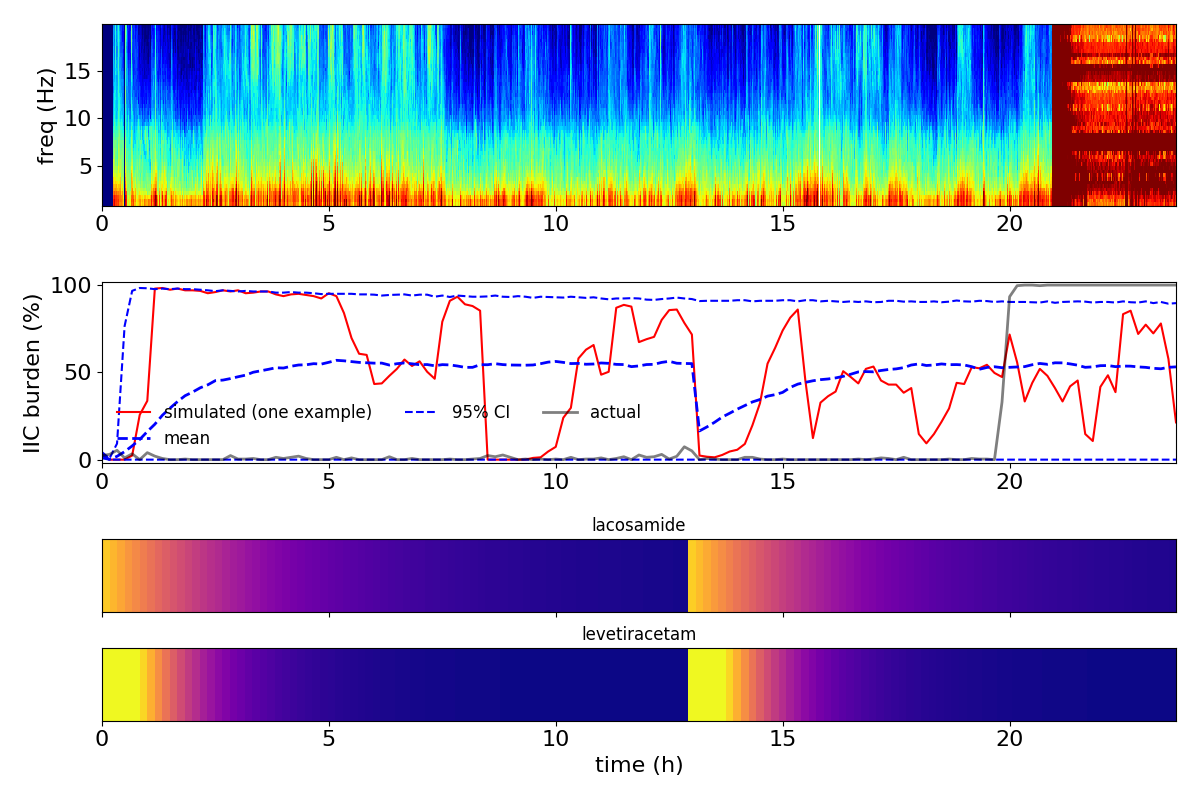 freq (Hz)
15
10
5
0 5 10 15 20
IIC burden (%)
100
50
0
simulated (one example) 95% CI actual
mean
0 5 10 15 20
lacosamide
levetiracetam
0 5 10 15 20
time (h)